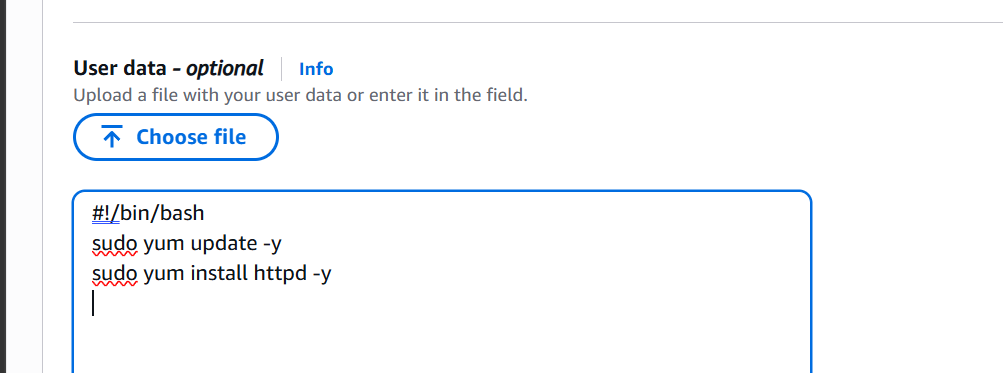 User data - optional Info
Upload a file with your user data or enter it in the field.
Choose file
#!/bin/bash
sudo yum update -y
sudo yum install httpd -y